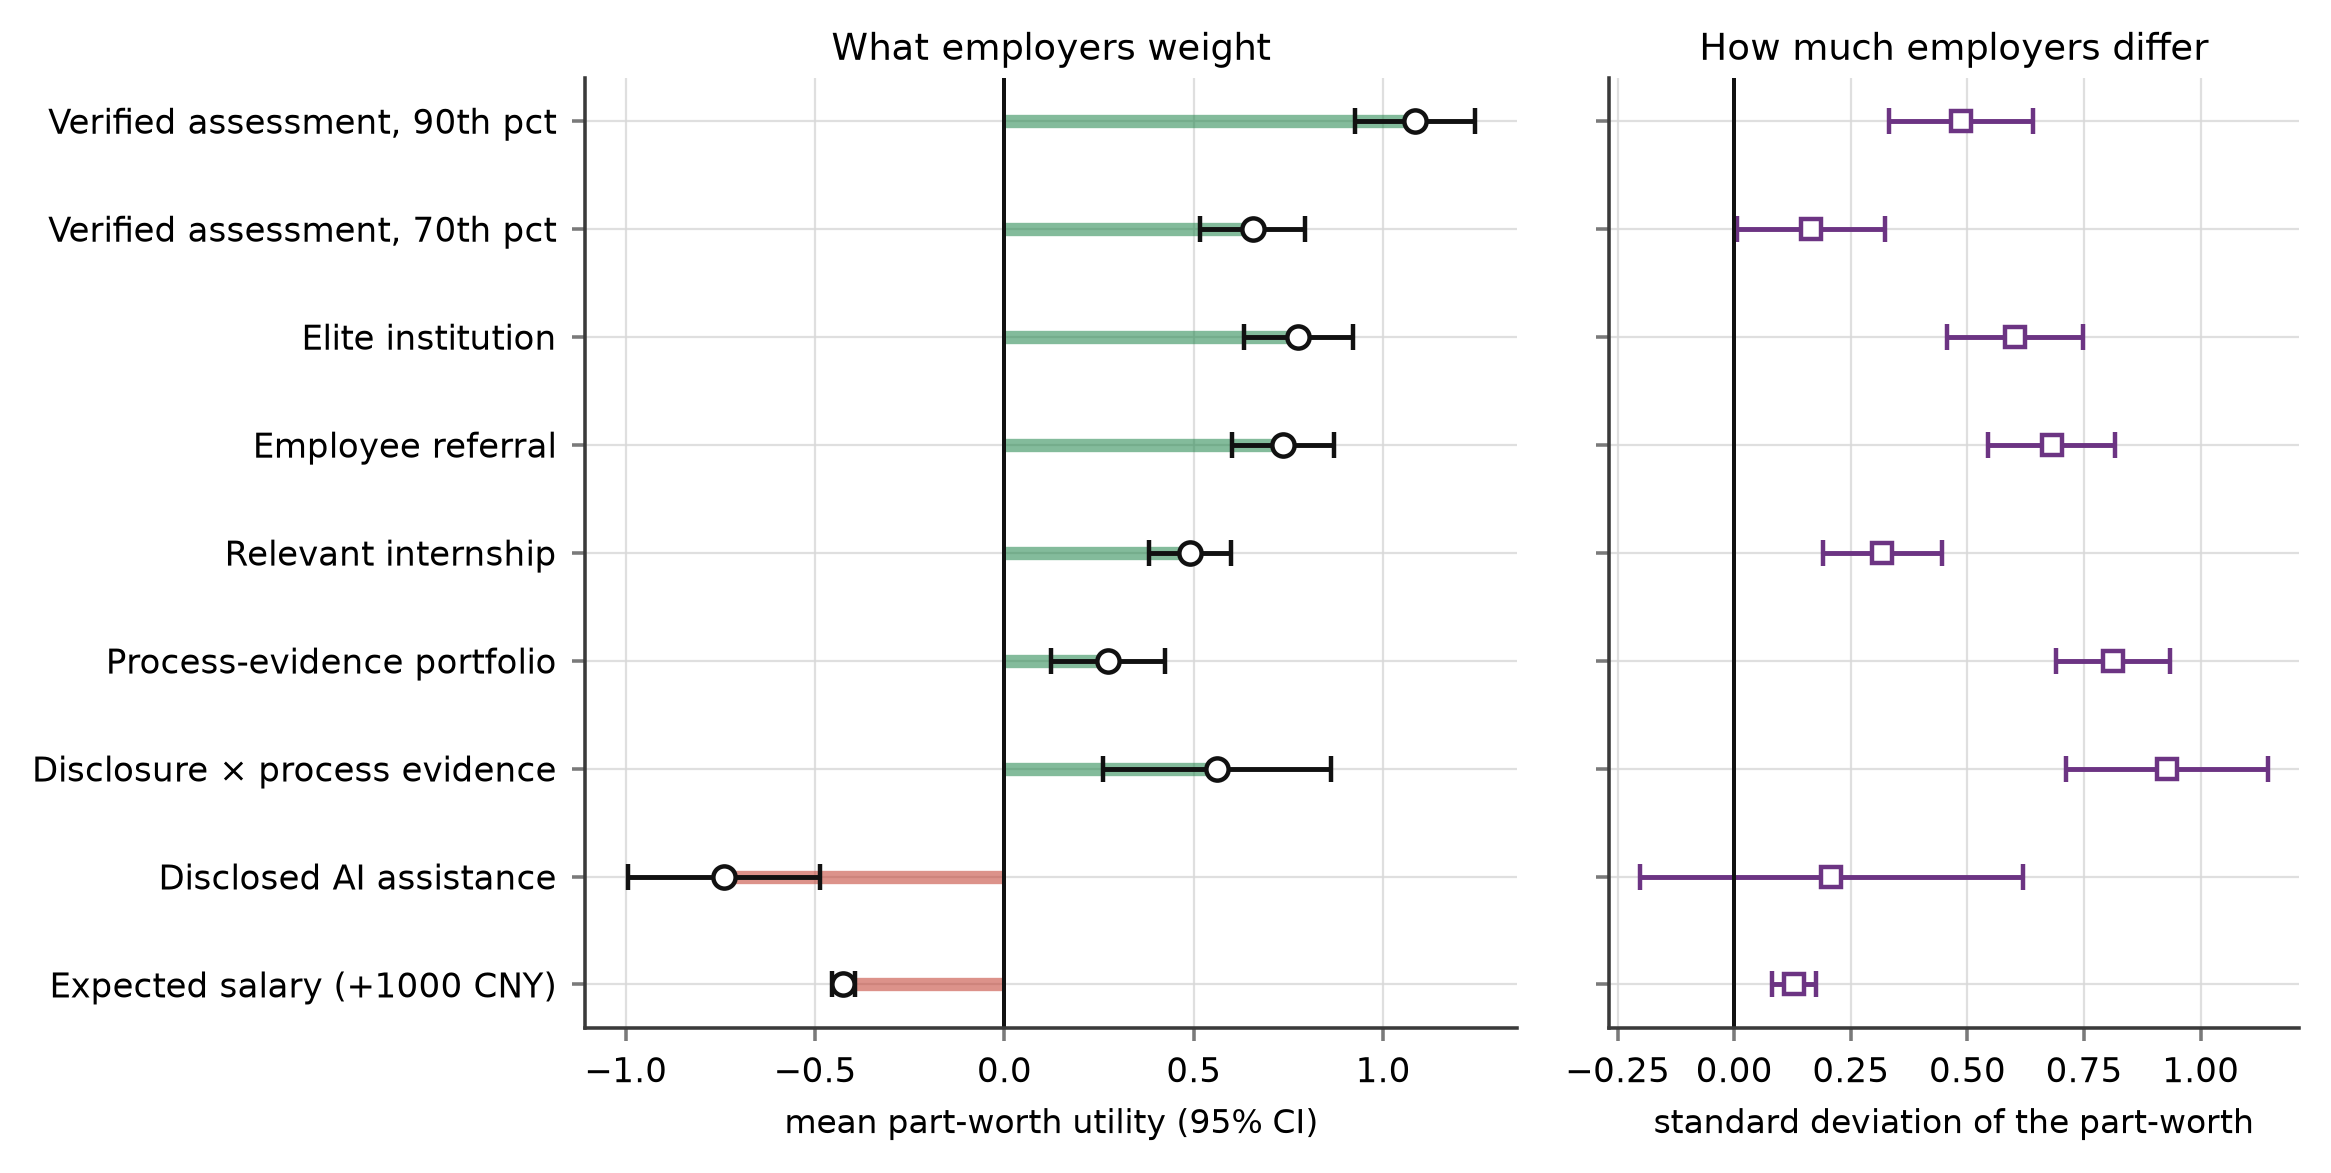 What employers weight
How much employers differ
Verified assessment, 90th pct
Verified assessment, 70th pct
Elite institution
Employee referral
Relevant internship
Process-evidence portfolio
Disclosure × process evidence
Disclosed AI assistance
Expected salary (+1000 CNY)
−1.0 −0.5 0.0 0.5 1.0
−0.25 0.00 0.25 0.50 0.75 1.00
mean part-worth utility (95% CI)
standard deviation of the part-worth